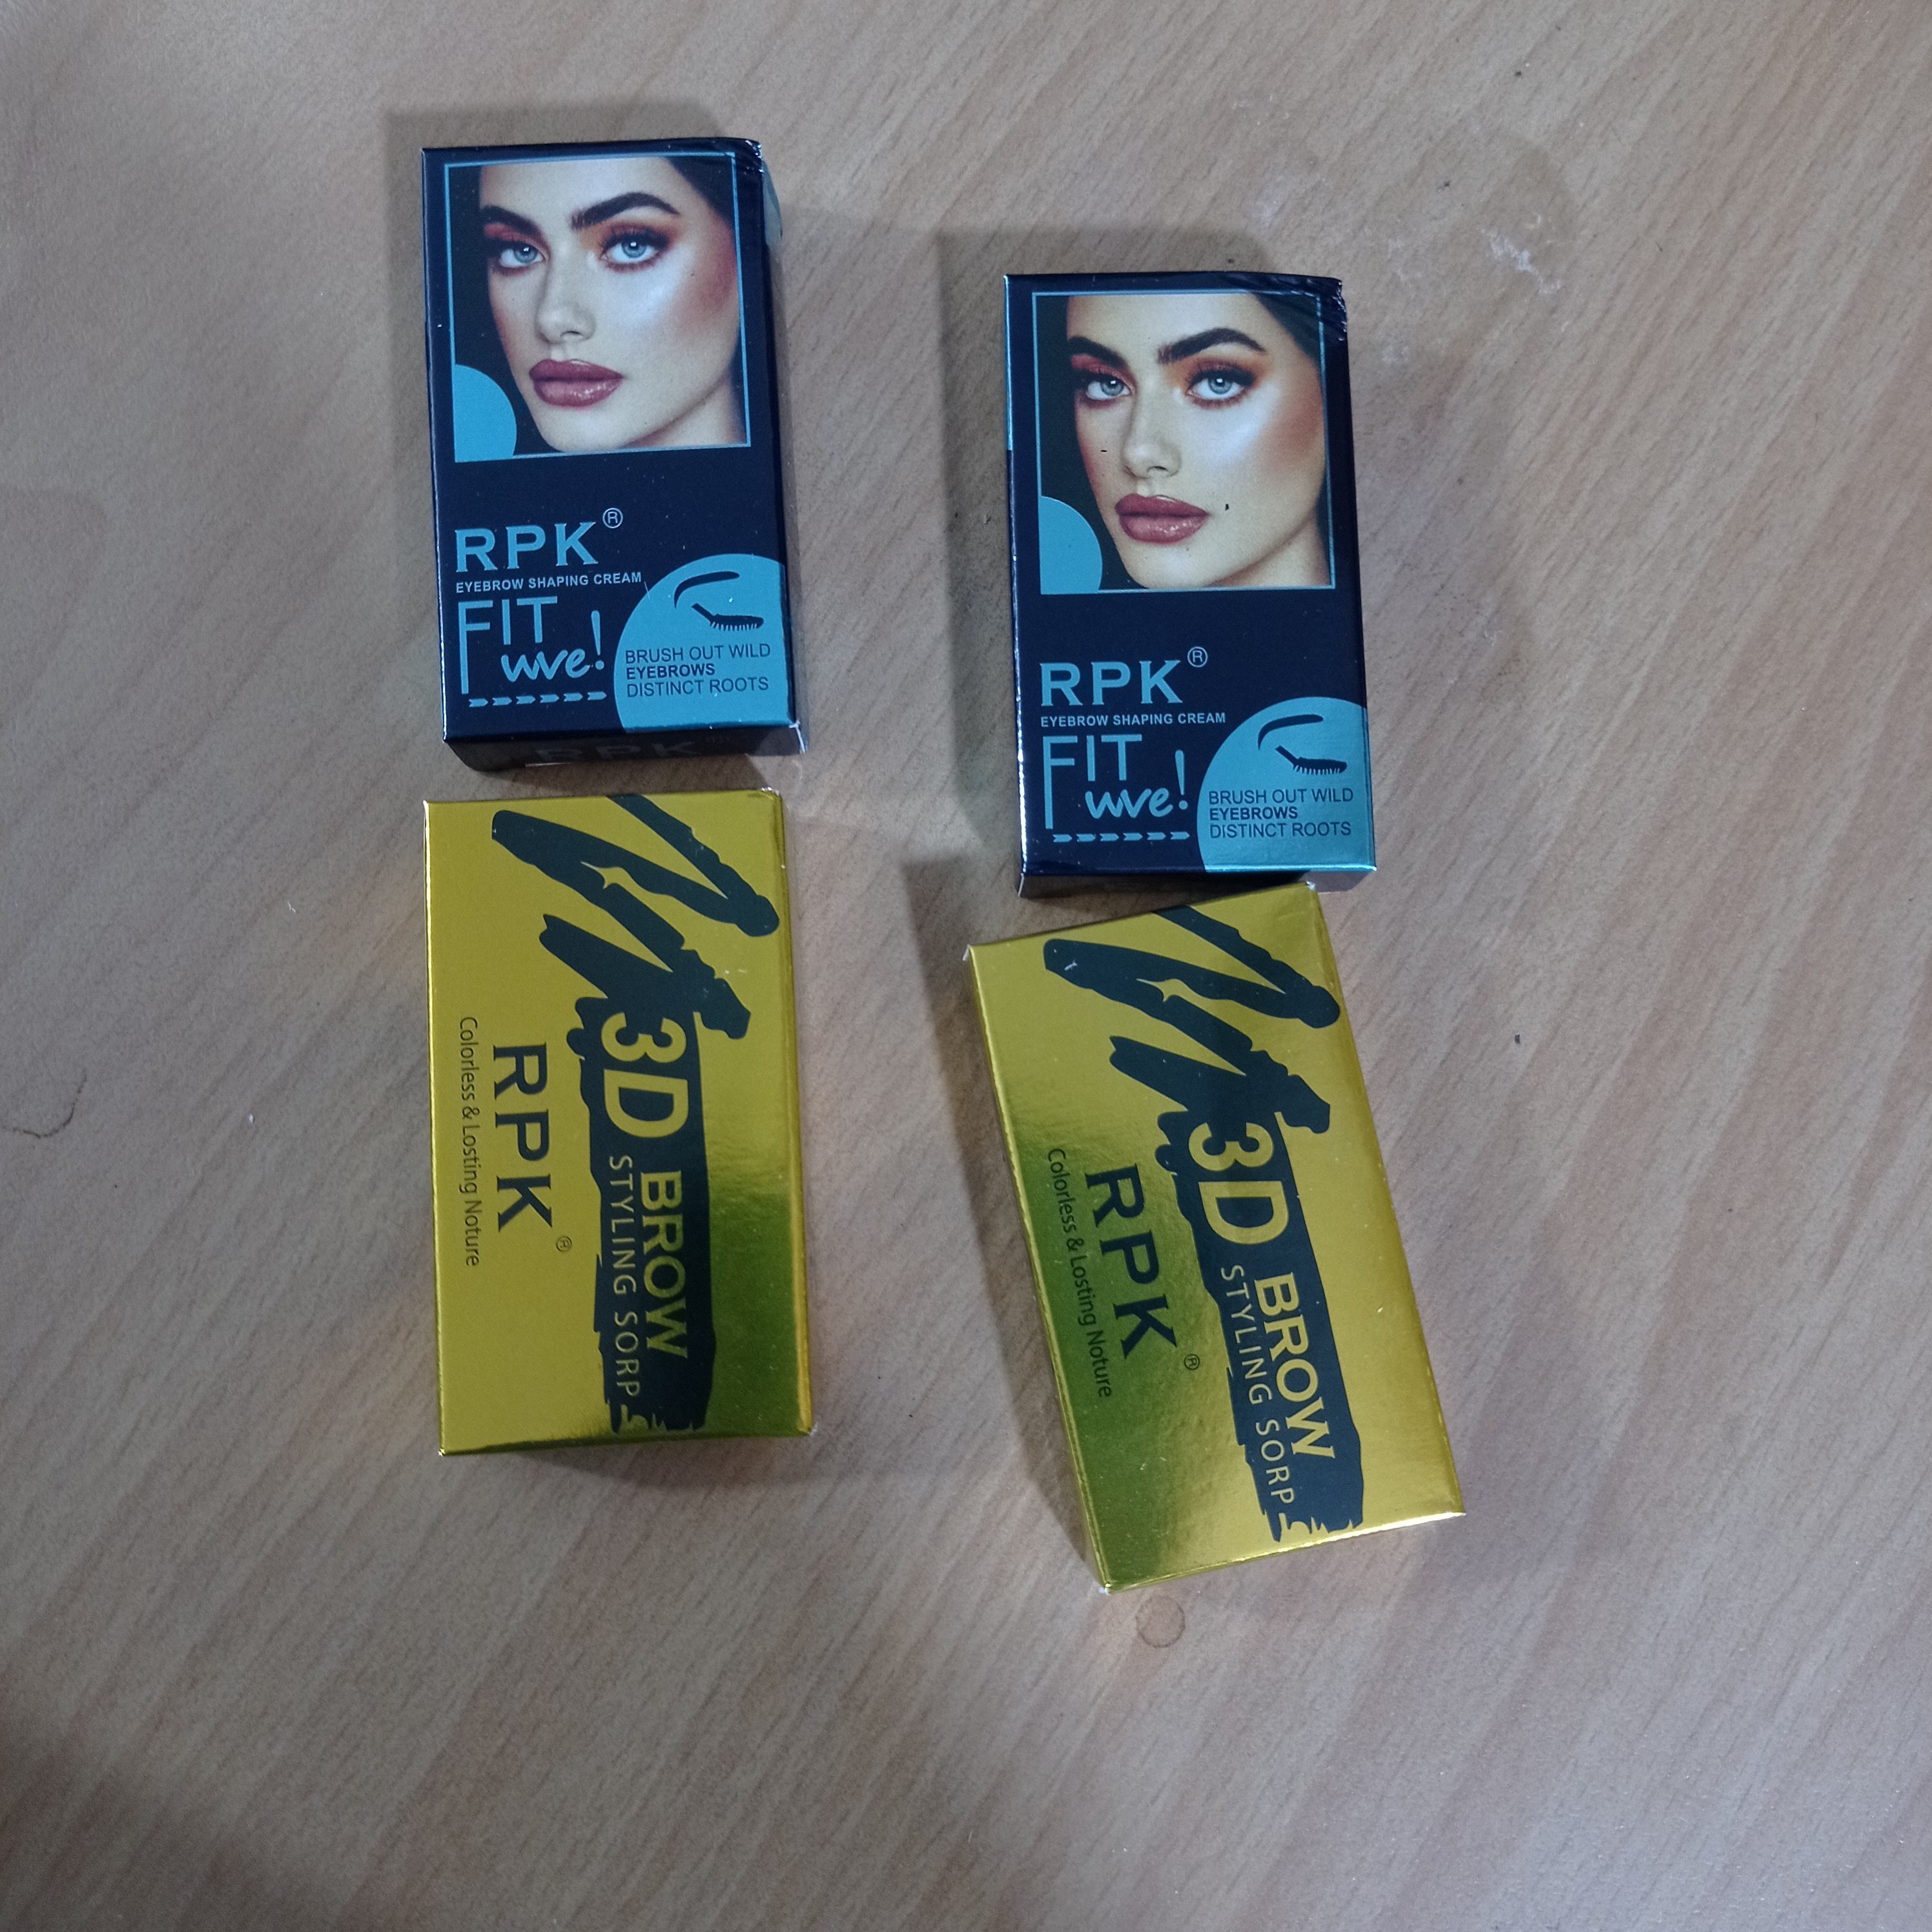 RPK®
EYEBROW SHAPING CREAM
FIT
wve!
BRUSH OUT WILD
EYEBROWS
DISTINCT ROOTS
RPK
RPK®
EYEBROW SHAPING CREAM
FIT
wve!
BRUSH OUT WILD
EYEBROWS
DISTINCT ROOTS
3D BROW
STYLING SORP
RPK®
Colorless & Losting Noture
3D BROW
STYLING SORP
RPK®
Colorless & Losting Noture